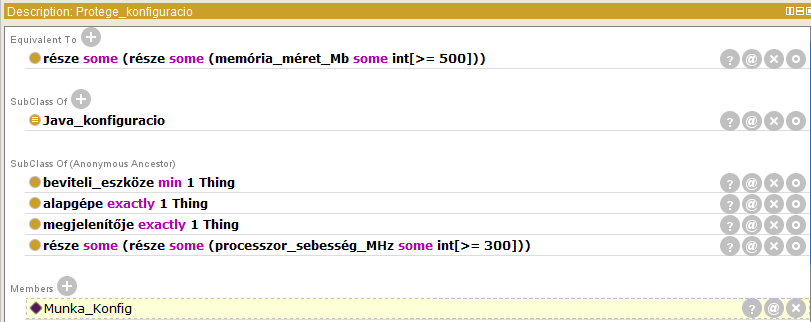 Description: Protege_konfiguracio
Equivalent To
része some (része some (memória_méret_Mb some int[>= 500]))
SubClass Of
Java_konfiguracio
SubClass Of (Anonymous Ancestor)
beviteli_eszköze min 1 Thing
alapgépe exactly 1 Thing
megjelenítője exactly 1 Thing
része some (része some (processzor_sebesség_MHz some int[>= 300]))
Members
Munka_Konfig